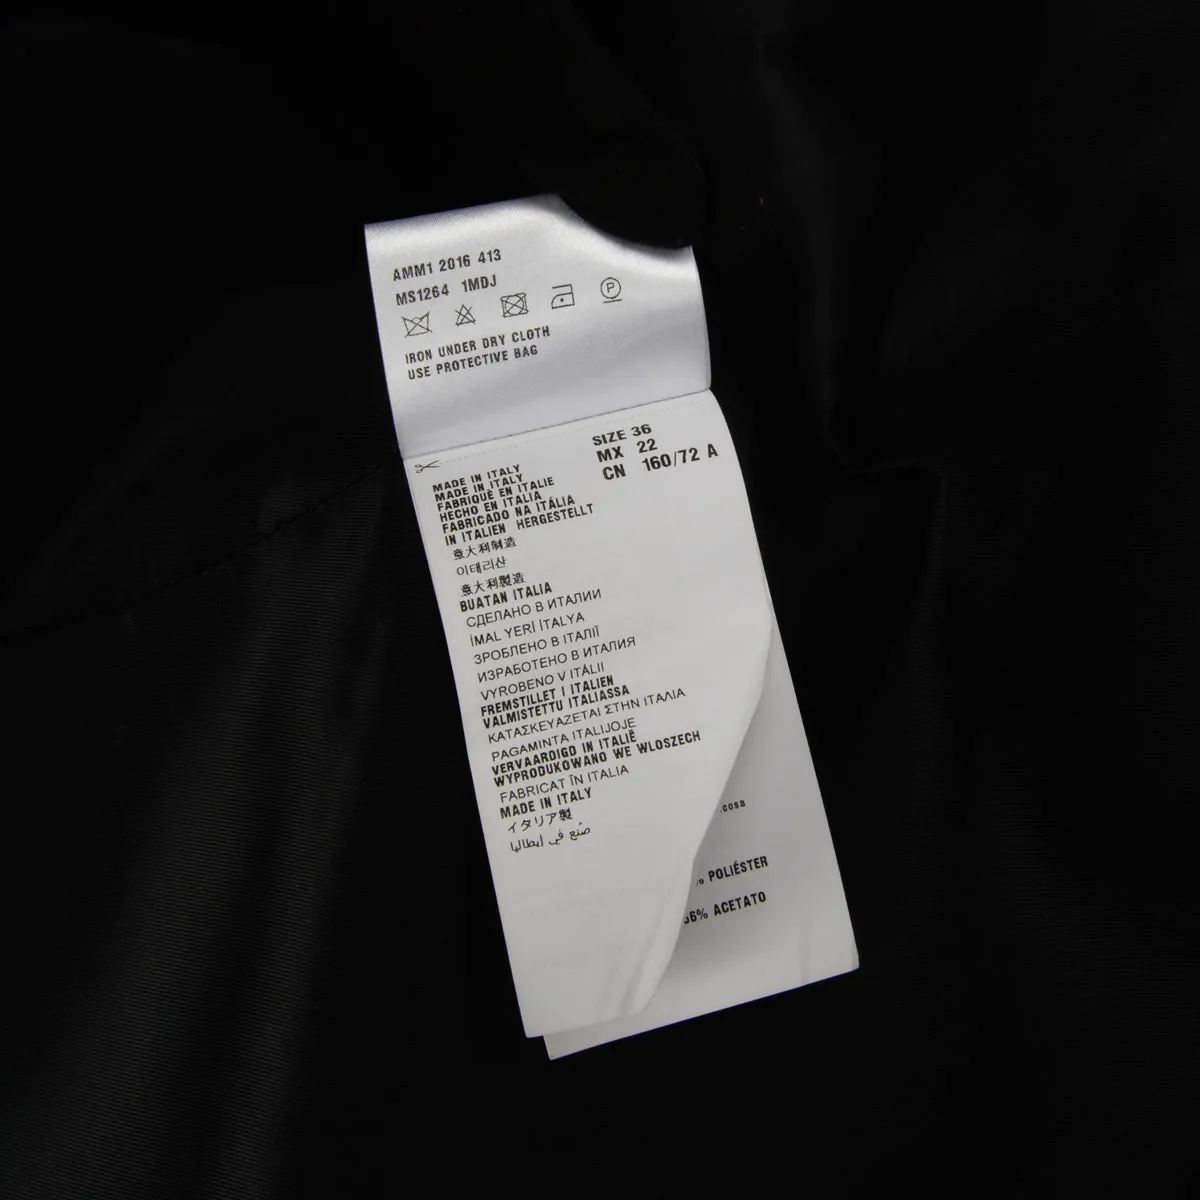 AMM1 2016 413
MS1264 1MDJ
IRON UNDER DRY CLOTH
USE PROTECTIVE BAG
SIZE 36
MX 22
CN 160/72 A
MADE IN ITALY
MADE IN ITALY
FABRIQUÉ EN ITALIE
HECHO EN ITALIA
FABRICADO NA ITÁLIA
IN ITALIEN HERGESTELLT
意大利制造
이태리산
意大利製造
BUATAN ITALIA
СДЕЛАНО В ИТАЛИИ
İMAL YERİ İTALYA
ЗРОБЛЕНО В ІТАЛІЇ
ИЗРАБОТЕНО В ИТАЛИЯ
VYROBENO V ITÁLII
FREMSTILLET I ITALIEN
VALMISTETTU ITALIASSA
ΚΑΤΑΣΚΕΥΑΖΕΤΑΙ ΣΤΗΝ ΙΤΑΛΙΑ
PAGAMINTA ITALIJOJE
VERVAARDIGD IN ITALIË
WYPRODUKOWANO WE WLOSZECH
FABRICAT ÎN ITALIA
MADE IN ITALY
イタリア製
صُنع في إيطاليا
% POLIÉSTER
% ACETATO